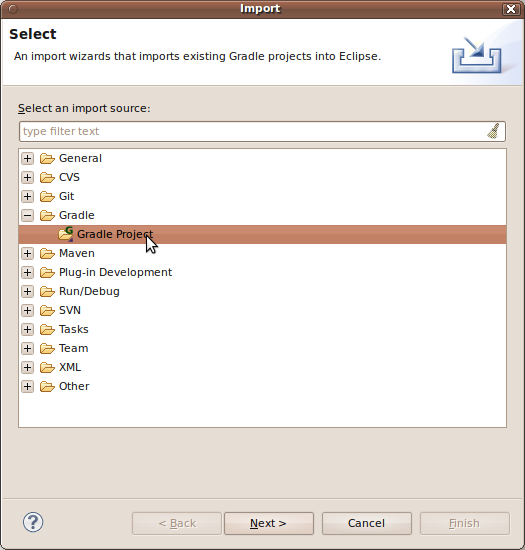 Import
Select
An import wizards that imports existing Gradle projects into Eclipse.
Select an import source:
type filter text
General
CVS
Git
Gradle
Gradle Project
Maven
Plug-in Development
Run/Debug
SVN
Tasks
Team
XML
Other
< Back Next > Cancel Finish